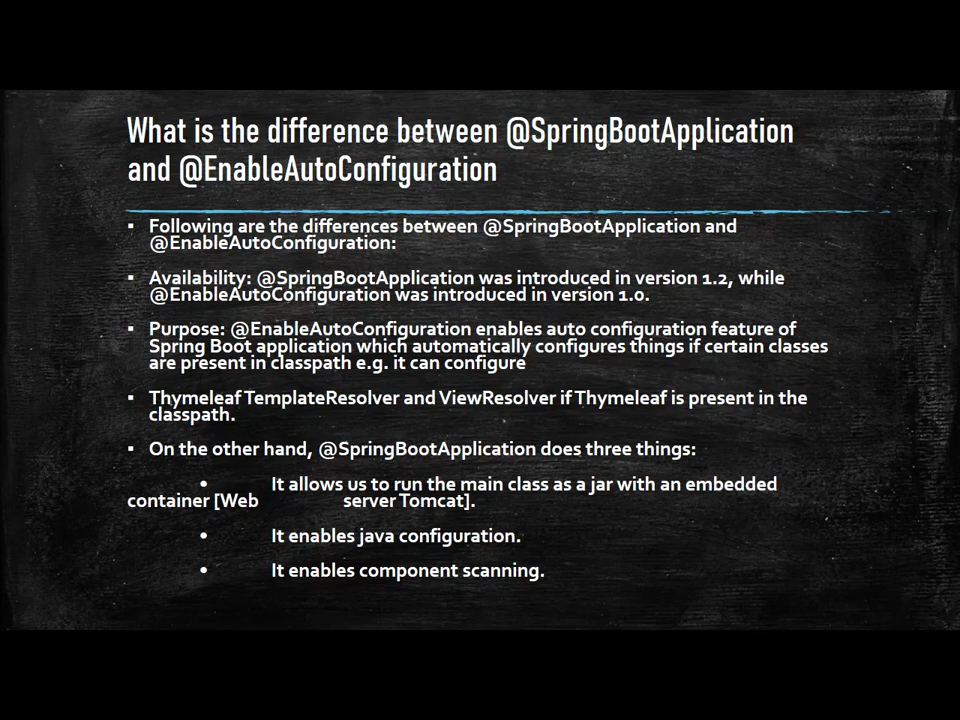 What is the difference between @SpringBootApplication
and @EnableAutoConfiguration
▪ Following are the differences between @SpringBootApplication and
@EnableAutoConfiguration:
▪ Availability: @SpringBootApplication was introduced in version 1.2, while
@EnableAutoConfiguration was introduced in version 1.0.
▪ Purpose: @EnableAutoConfiguration enables auto configuration feature of
Spring Boot application which automatically configures things if certain classes
are present in classpath e.g. it can configure
▪ Thymeleaf TemplateResolver and ViewResolver if Thymeleaf is present in the
classpath.
▪ On the other hand, @SpringBootApplication does three things:
• It allows us to run the main class as a jar with an embedded
container [Web server Tomcat].
• It enables java configuration.
• It enables component scanning.